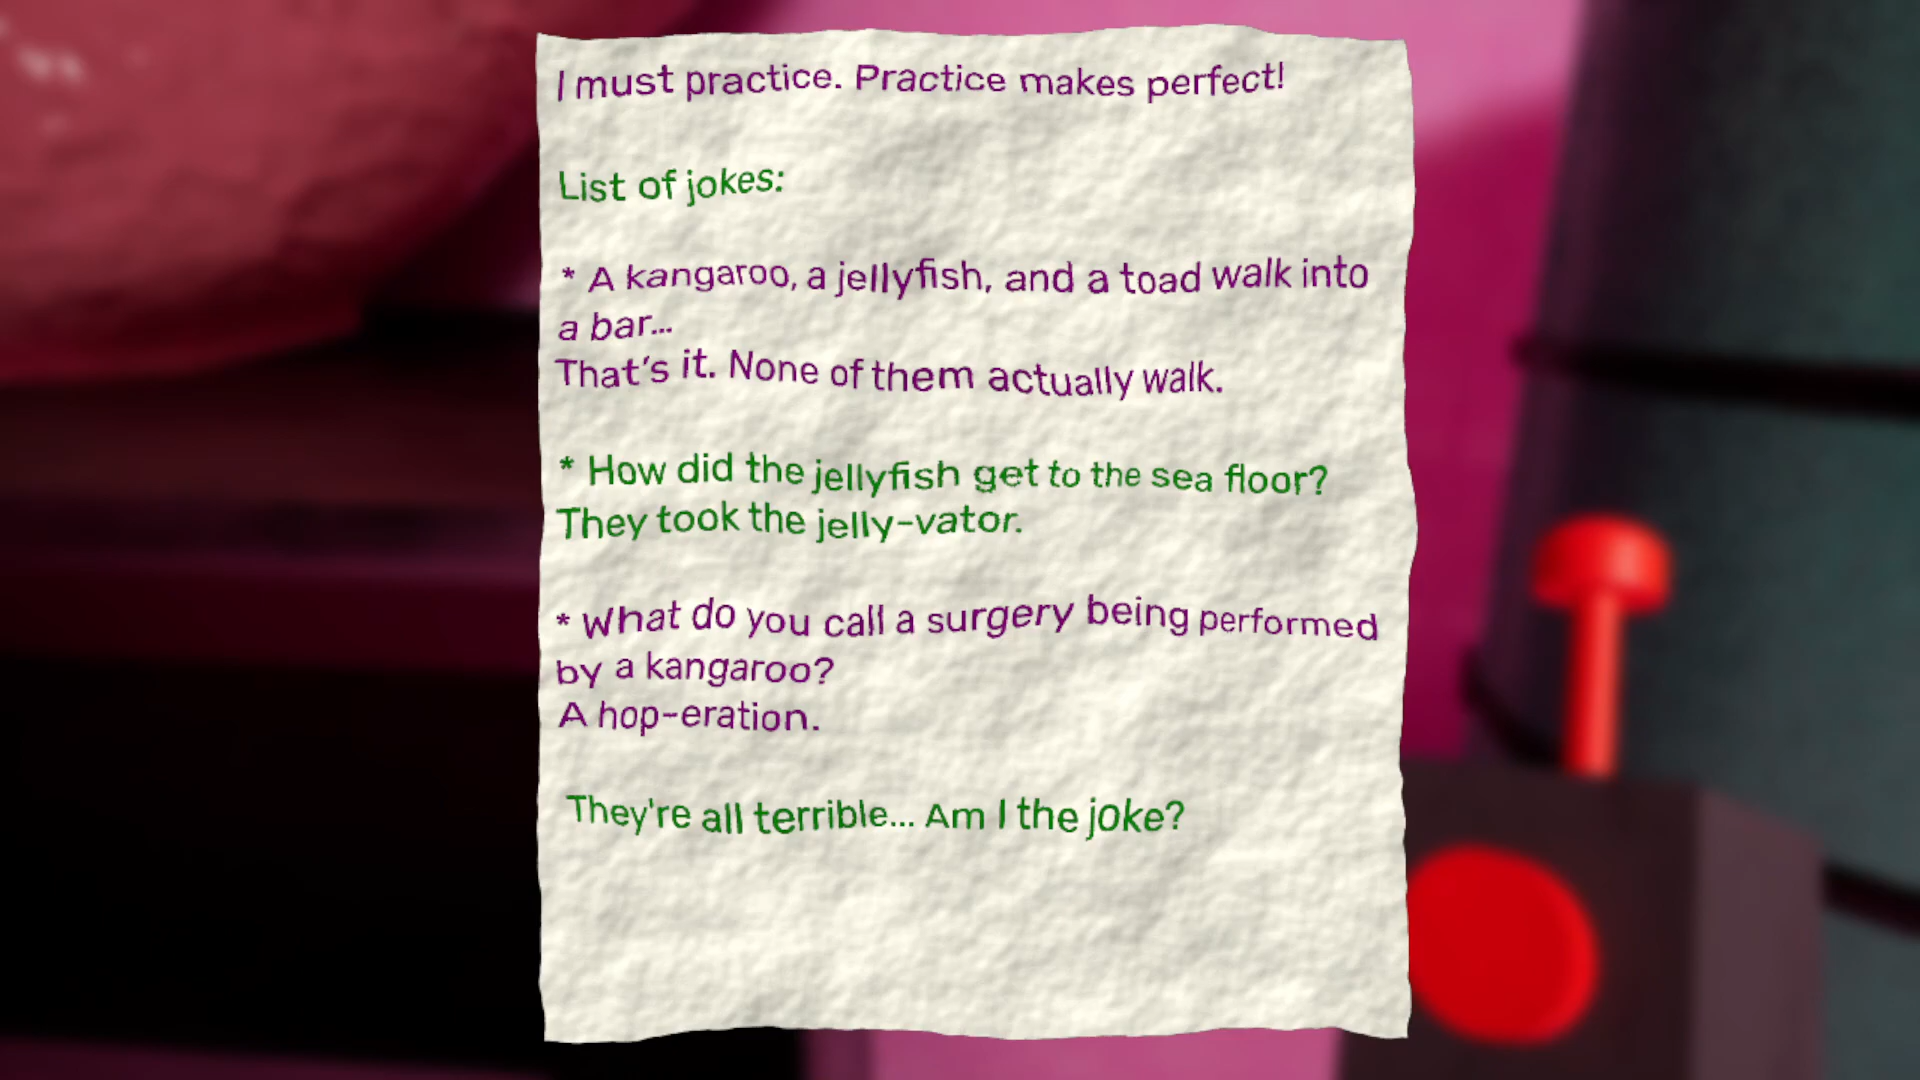 I must practice. Practice makes perfect!
List of jokes:
* A kangaroo, a jellyfish, and a toad walk into
a bar...
That's it. None of them actually walk.
* How did the jellyfish get to the sea floor?
They took the jelly-vator.
* What do you call a surgery being performed
by a kangaroo?
A hop-eration.
They're all terrible... Am I the joke?